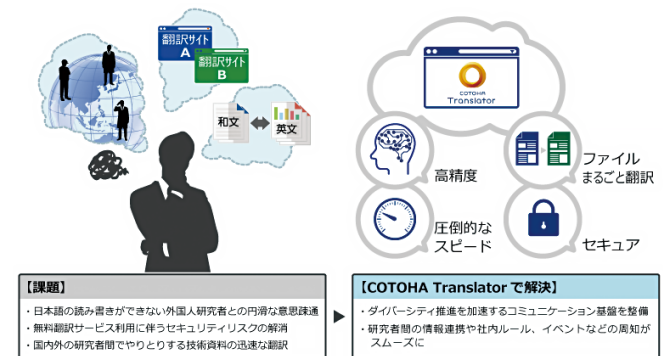 翻訳サイト
A
翻訳サイト
B
和文
英文
COTOHA
Translator
高精度
ファイル
まるごと翻訳
圧倒的な
スピード
セキュア
【課題】
・日本語の読み書きができない外国人研究者との円滑な意思疎通
・無料翻訳サービス利用に伴うセキュリティリスクの解消
・国内外の研究者間でやりとりする技術資料の迅速な翻訳
【COTOHA Translator で解決】
・ダイバーシティ推進を加速するコミュニケーション基盤を整備
・研究者間の情報連携や社内ルール、イベントなどの周知が
スムーズに